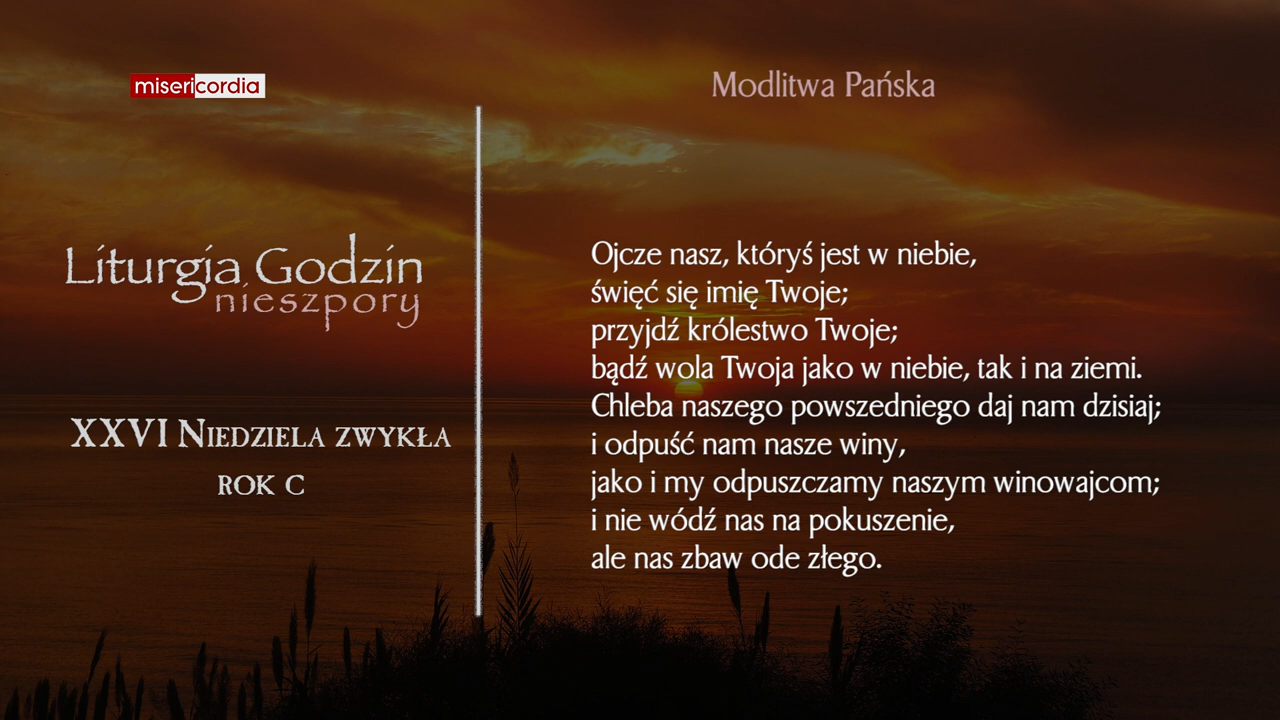 misericordia
Liturgia Godzin
nieszpory
XXVI Niedziela zwykła
rok C
Modlitwa Pańska
Ojcze nasz, któryś jest w niebie,
święć się imię Twoje;
przyjdź królestwo Twoje;
bądź wola Twoja jako w niebie, tak i na ziemi.
Chleba naszego powszedniego daj nam dzisiaj;
i odpuść nam nasze winy,
jako i my odpuszczamy naszym winowajcom;
i nie wódź nas na pokuszenie,
ale nas zbaw ode złego.